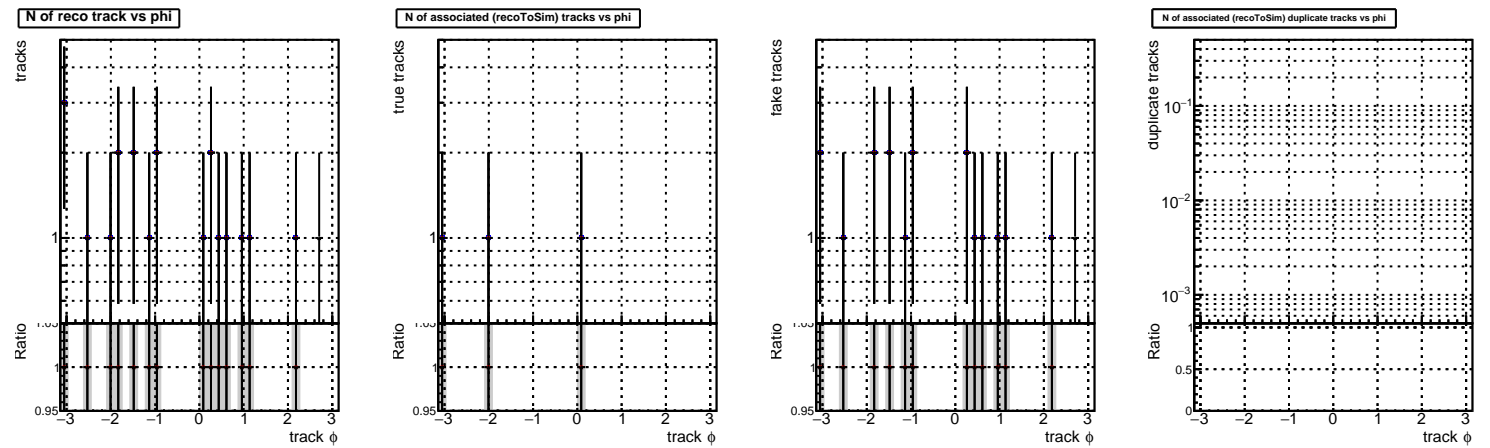 N of reco track vs phi
tracks
1
Ratio
1.05
1
0.95
−3 −2 −1 0 1 2 3
track ϕ
N of associated (recoToSim) tracks vs phi
true tracks
1
Ratio
1.05
1
0.95
−3 −2 −1 0 1 2 3
track ϕ
fake tracks
1
Ratio
1.05
1
0.95
−3 −2 −1 0 1 2 3
track ϕ
N of associated (recoToSim) duplicate tracks vs phi
duplicate tracks
10⁻¹
10⁻²
10⁻³
Ratio
1
0.5
0
−3 −2 −1 0 1 2 3
track ϕ